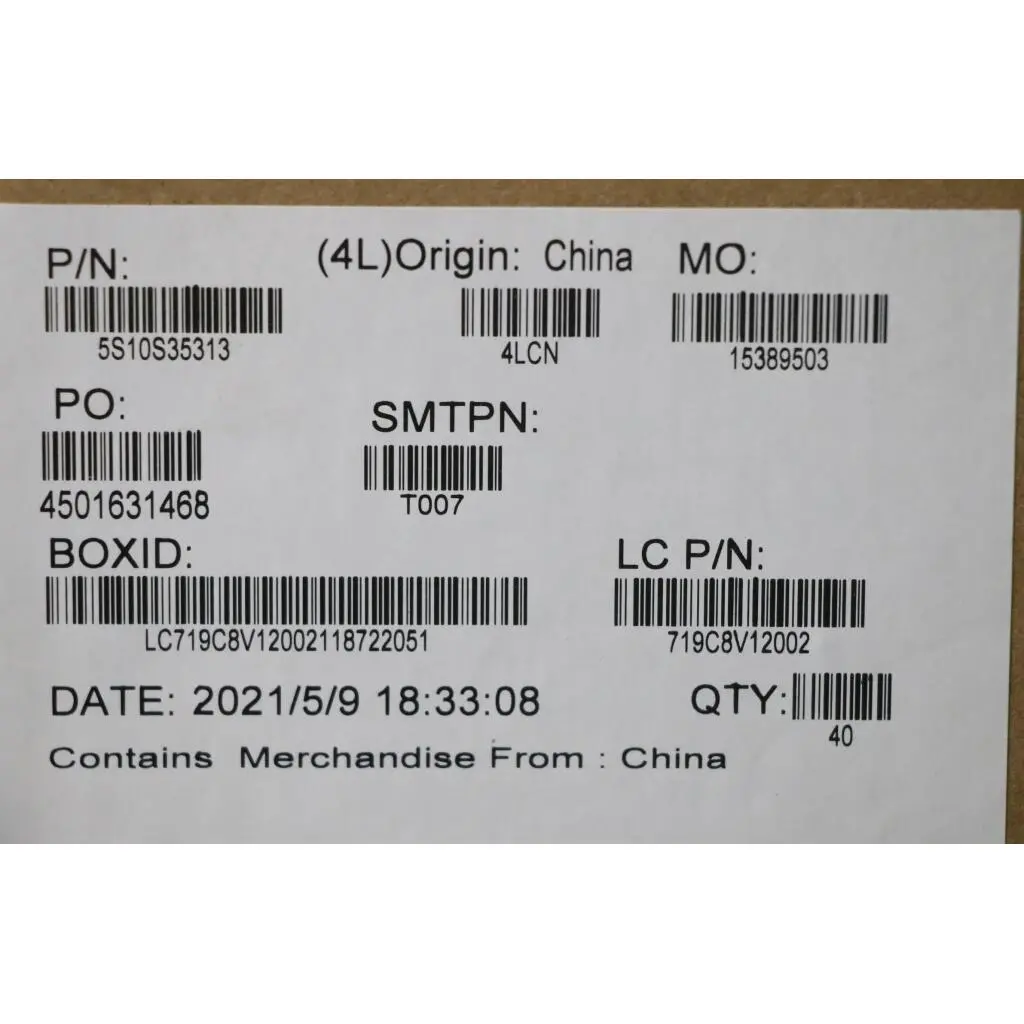 P/N: (4L)Origin: China MO:
5S10S35313 4LCN 15389503
PO: SMTPN:
4501631468 T007
BOXID: LC P/N:
LC719C8V12002118722051 719C8V12002
DATE: 2021/5/9 18:33:08 QTY:
40
Contains Merchandise From : China